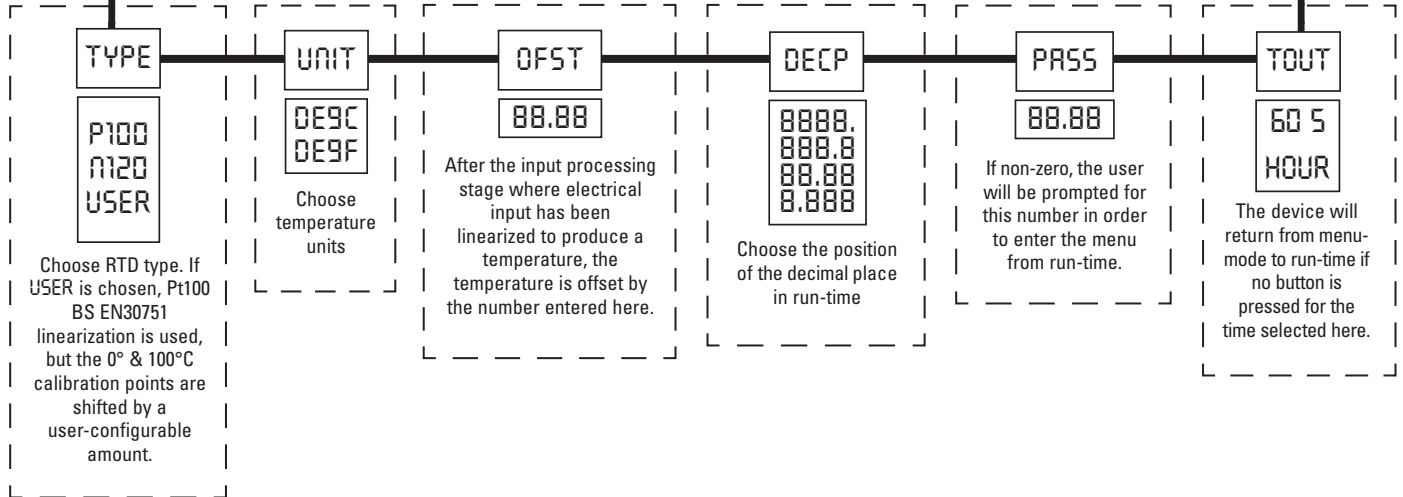 TYPE
P100
N120
USER
Choose RTD type. If
USER is chosen, Pt100
BS EN30751
linearization is used,
but the 0° & 100°C
calibration points are
shifted by a
user-configurable
amount.
UNIT
DEGC
DEGF
Choose
temperature
units
OFST
88.88
After the input processing
stage where electrical
input has been
linearized to produce a
temperature, the
temperature is offset by
the number entered here.
DECP
8888.
888.8
88.88
8.888
Choose the position
of the decimal place
in run-time
PASS
88.88
If non-zero, the user
will be prompted for
this number in order
to enter the menu
from run-time.
TOUT
60 S
HOUR
The device will
return from menu-
mode to run-time if
no button is
pressed for the
time selected here.